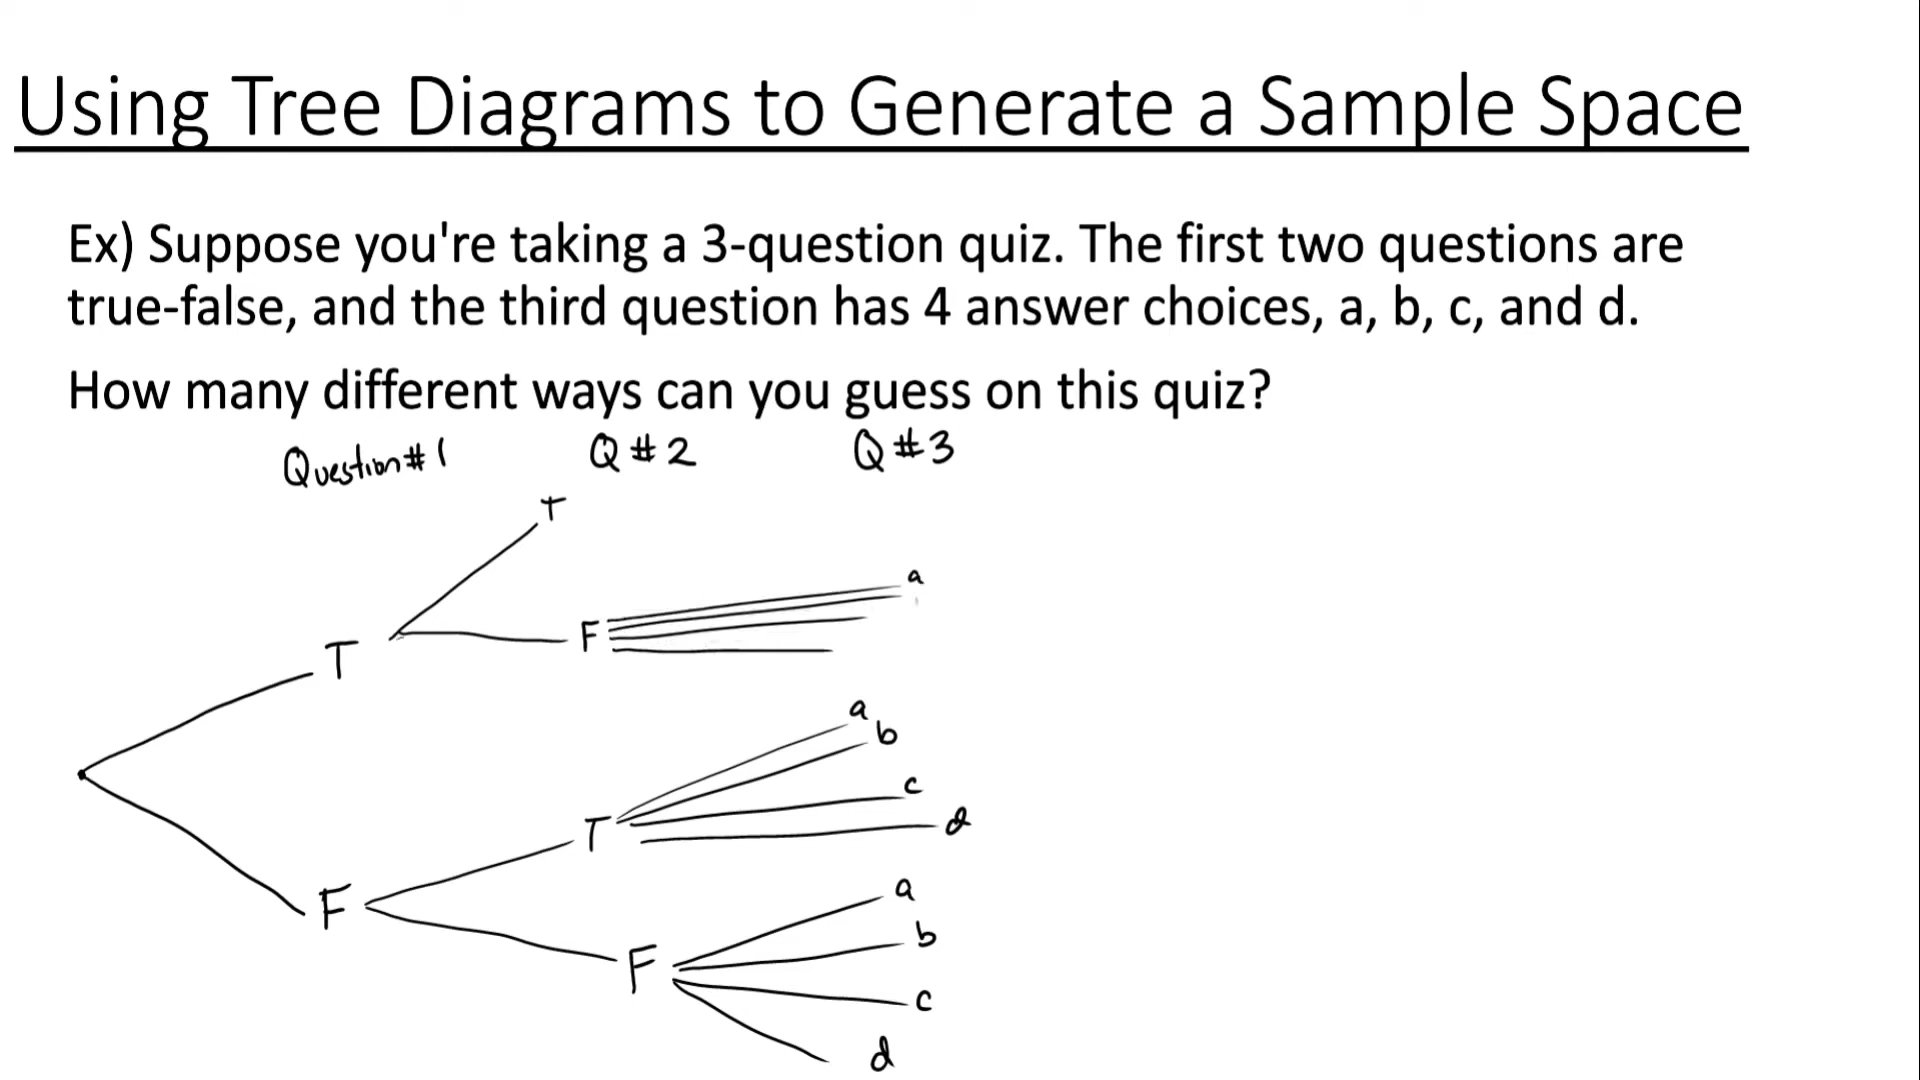 Using Tree Diagrams to Generate a Sample Space
Ex) Suppose you're taking a 3-question quiz. The first two questions are
true-false, and the third question has 4 answer choices, a, b, c, and d.
How many different ways can you guess on this quiz?
Question #1 Q #2 Q #3
T
a
F
T
a
b
c
T
d
a
F
b
F
c
d